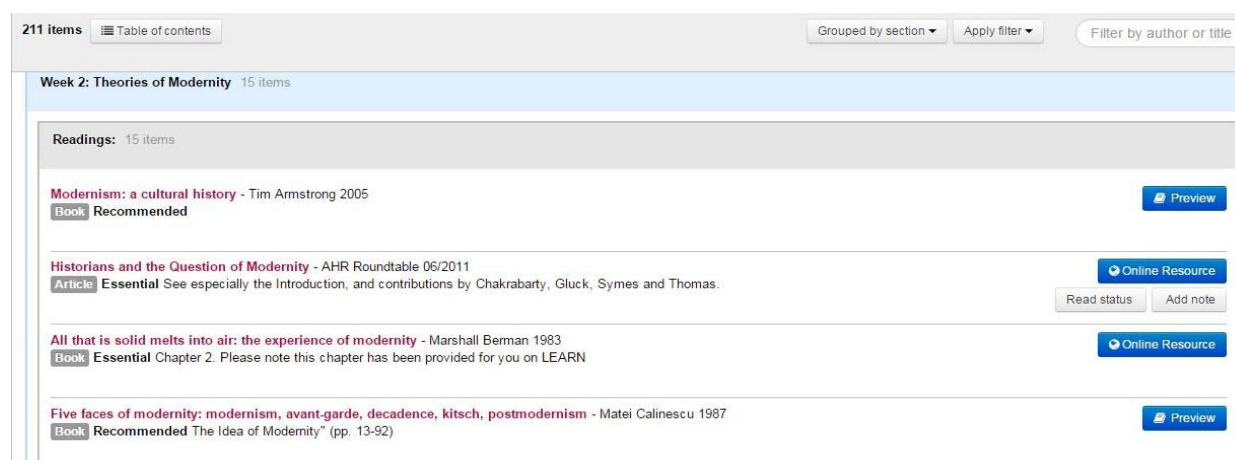 211 items Table of contents Grouped by section Apply filter Filter by author or title
Week 2: Theories of Modernity 15 items
Readings: 15 items
Modernism: a cultural history - Tim Armstrong 2005
Book Recommended
Preview
Historians and the Question of Modernity - AHR Roundtable 06/2011
Article Essential See especially the Introduction, and contributions by Chakrabarty, Gluck, Symes and Thomas.
Online Resource
Read status Add note
All that is solid melts into air: the experience of modernity - Marshall Berman 1983
Book Essential Chapter 2. Please note this chapter has been provided for you on LEARN
Online Resource
Five faces of modernity: modernism, avant-garde, decadence, kitsch, postmodernism - Matei Calinescu 1987
Book Recommended The Idea of Modernity" (pp. 13-92)
Preview